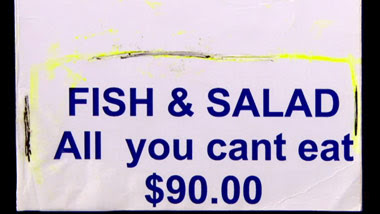 FISH & SALAD
All you cant eat
$90.00